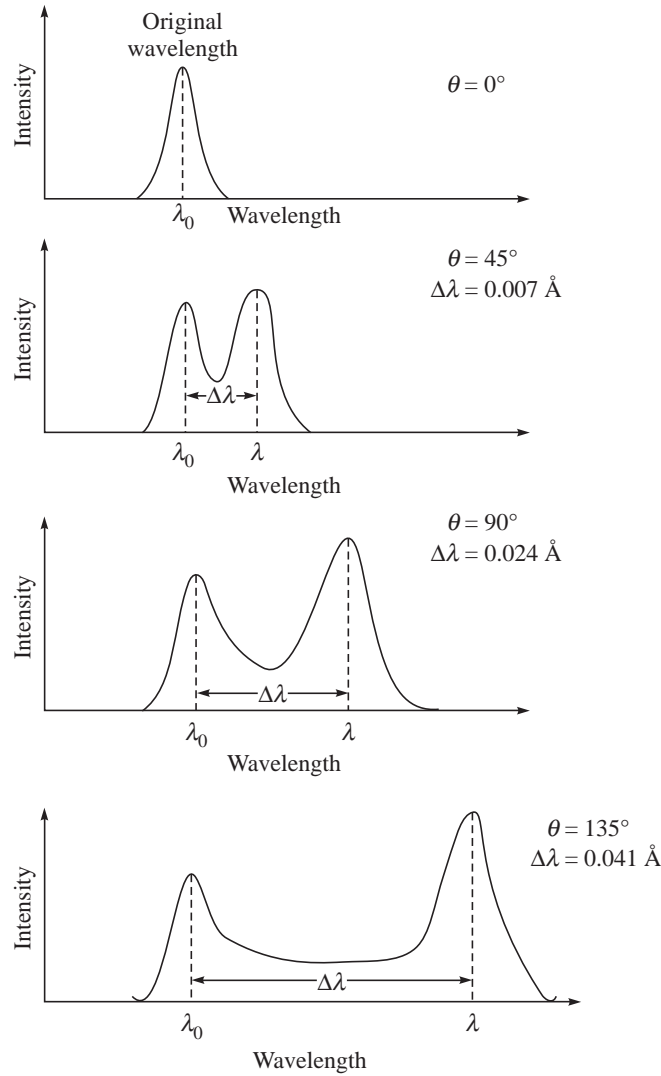 Original
wavelength
Intensity
θ = 0°
λ₀
Wavelength
θ = 45°
Δλ = 0.007 Å
Intensity
Δλ
λ₀
λ
Wavelength
θ = 90°
Δλ = 0.024 Å
Intensity
Δλ
λ₀
λ
Wavelength
θ = 135°
Δλ = 0.041 Å
Intensity
Δλ
λ₀
λ
Wavelength